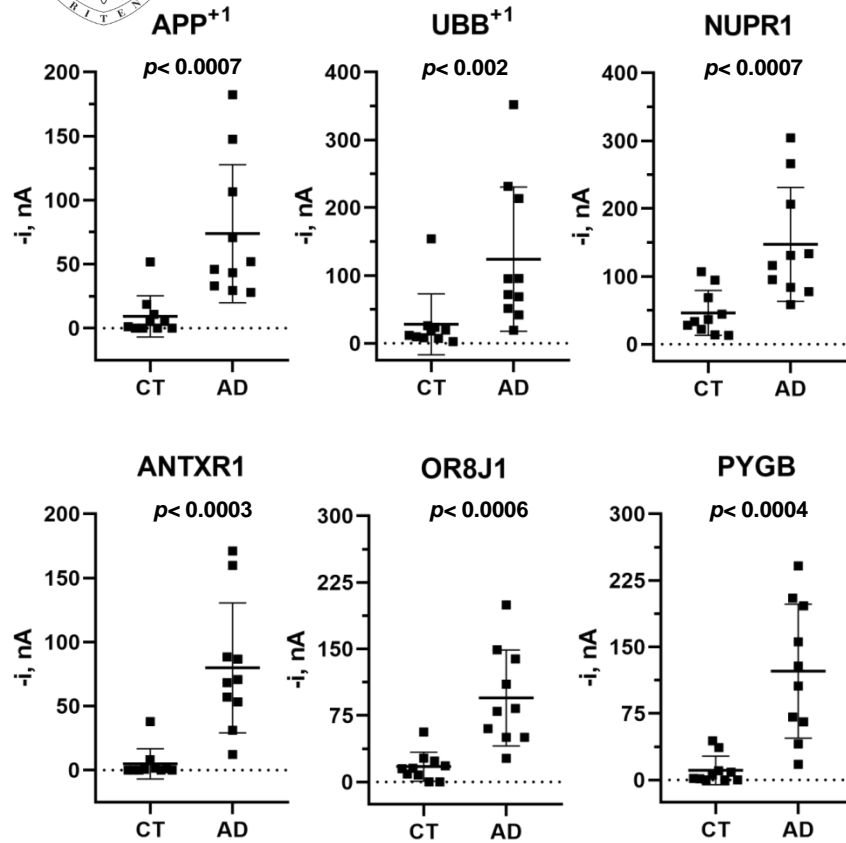 RITEN
APP+1
UBB+1
NUPR1
p< 0.0007
p< 0.002
p< 0.0007
200
150
100
50
0
-i, nA
CT
AD
400
300
200
100
0
-i, nA
CT
AD
400
300
200
100
0
-i, nA
CT
AD
ANTXR1
OR8J1
PYGB
p< 0.0003
p< 0.0006
p< 0.0004
200
150
100
50
0
-i, nA
CT
AD
300
225
150
75
0
-i, nA
CT
AD
300
225
150
75
0
-i, nA
CT
AD